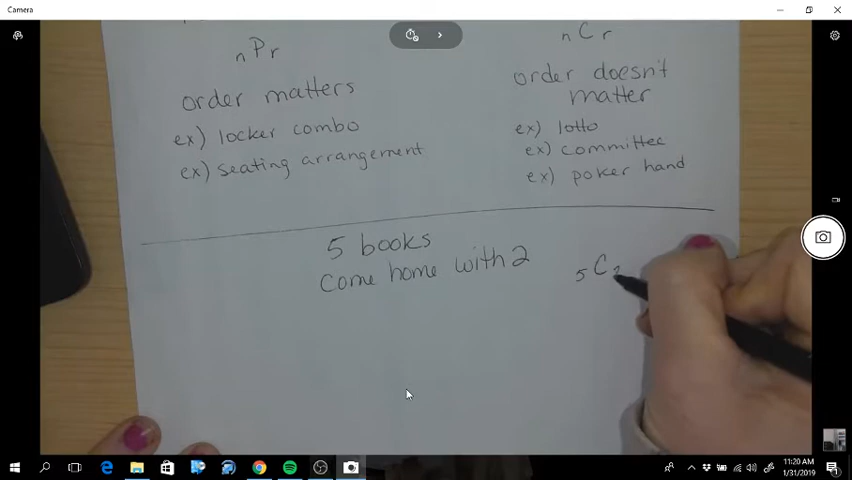 Camera
nPr
nCr
order matters
order doesn't
matter
ex) locker combo
ex) lotto
ex) seating arrangement
ex) committee
ex) poker hand
5 books
Come home with 2
5C2
11:20 AM
1/31/2019